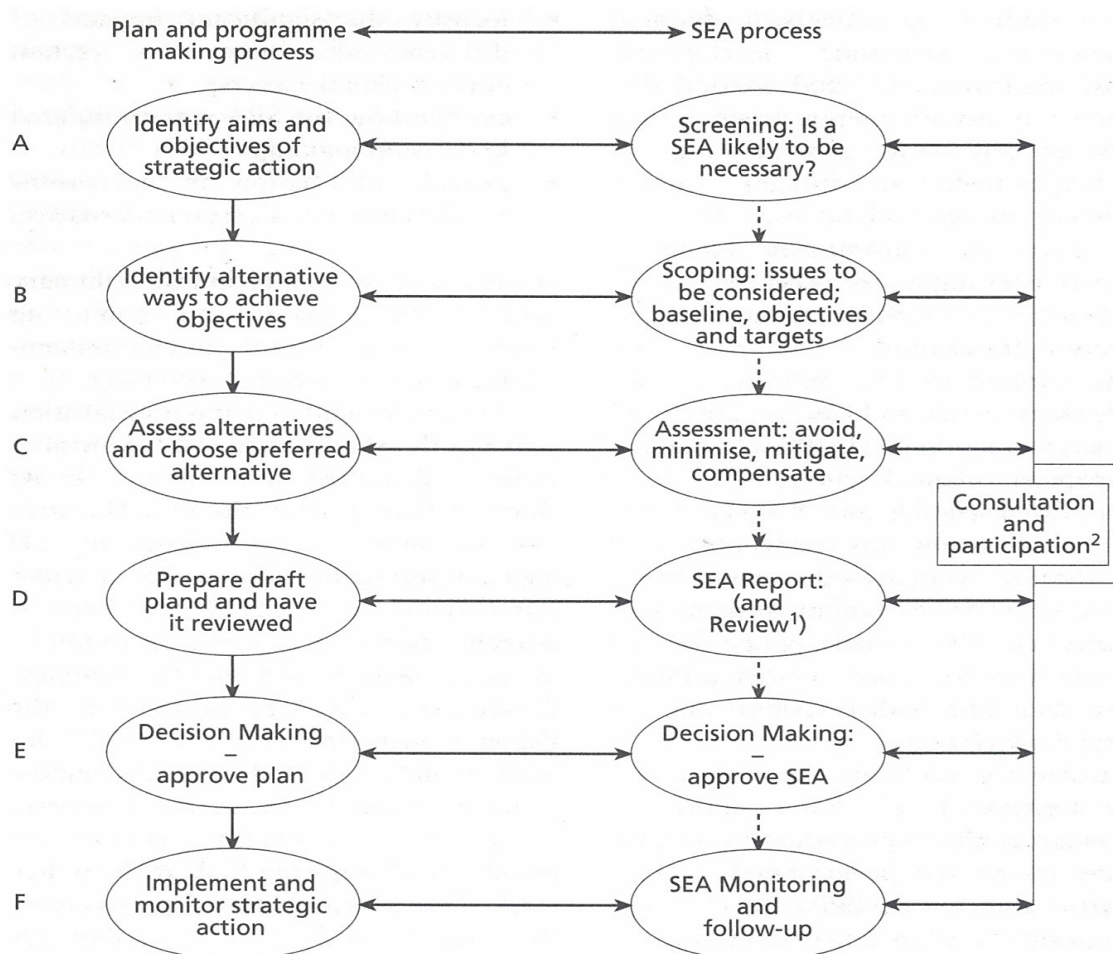 Plan and programme
making process
SEA process
A
Identify aims and
objectives of
strategic action
Screening: Is a
SEA likely to be
necessary?
B
Identify alternative
ways to achieve
objectives
Scoping: issues to
be considered;
baseline, objectives
and targets
C
Assess alternatives
and choose preferred
alternative
Assessment: avoid,
minimise, mitigate,
compensate
Consultation
and
participation²
D
Prepare draft
pland and have
it reviewed
SEA Report:
(and
Review¹)
E
Decision Making
–
approve plan
Decision Making:
–
approve SEA
F
Implement and
monitor strategic
action
SEA Monitoring
and
follow-up